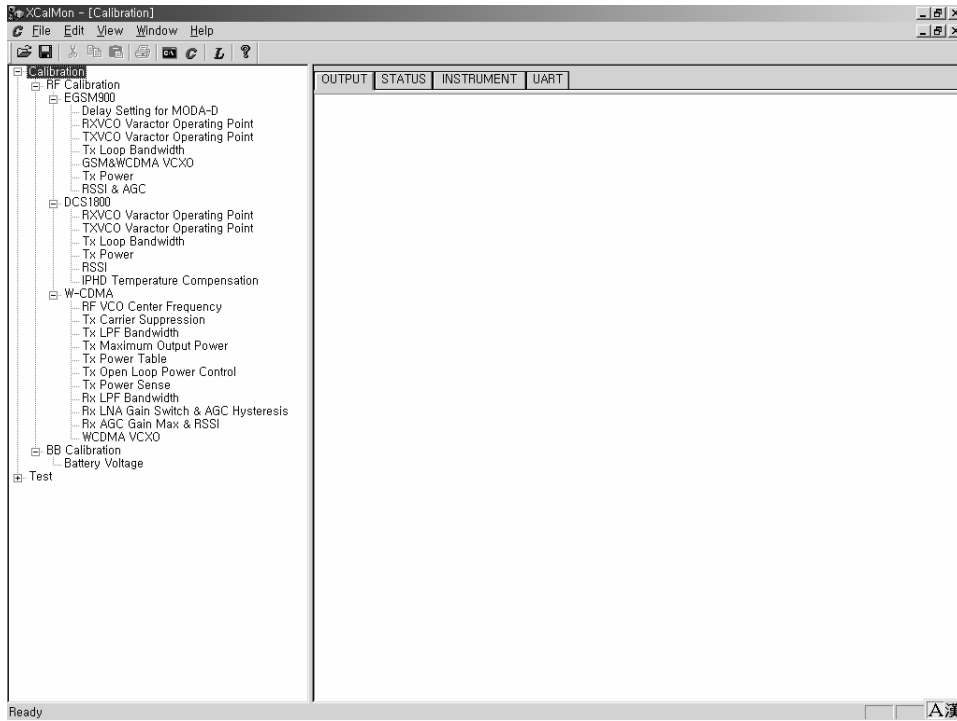 XCalMon - [Calibration]
File Edit View Window Help
C:\ C L ?
Calibration
OUTPUT STATUS INSTRUMENT UART
RF Calibration
EGSM900
Delay Setting for MODA-D
RXVCO Varactor Operating Point
TXVCO Varactor Operating Point
Tx Loop Bandwidth
GSM&WCDMA VCXO
Tx Power
RSSI & AGC
DCS1800
RXVCO Varactor Operating Point
TXVCO Varactor Operating Point
Tx Loop Bandwidth
Tx Power
RSSI
IPHD Temperature Compensation
W-CDMA
RF VCO Center Frequency
Tx Carrier Suppression
Tx LPF Bandwidth
Tx Maximum Output Power
Tx Power Table
Tx Open Loop Power Control
Tx Power Sense
Rx LPF Bandwidth
Rx LNA Gain Switch & AGC Hysteresis
Rx AGC Gain Max & RSSI
WCDMA VCXO
BB Calibration
Battery Voltage
Test
Ready
A漢